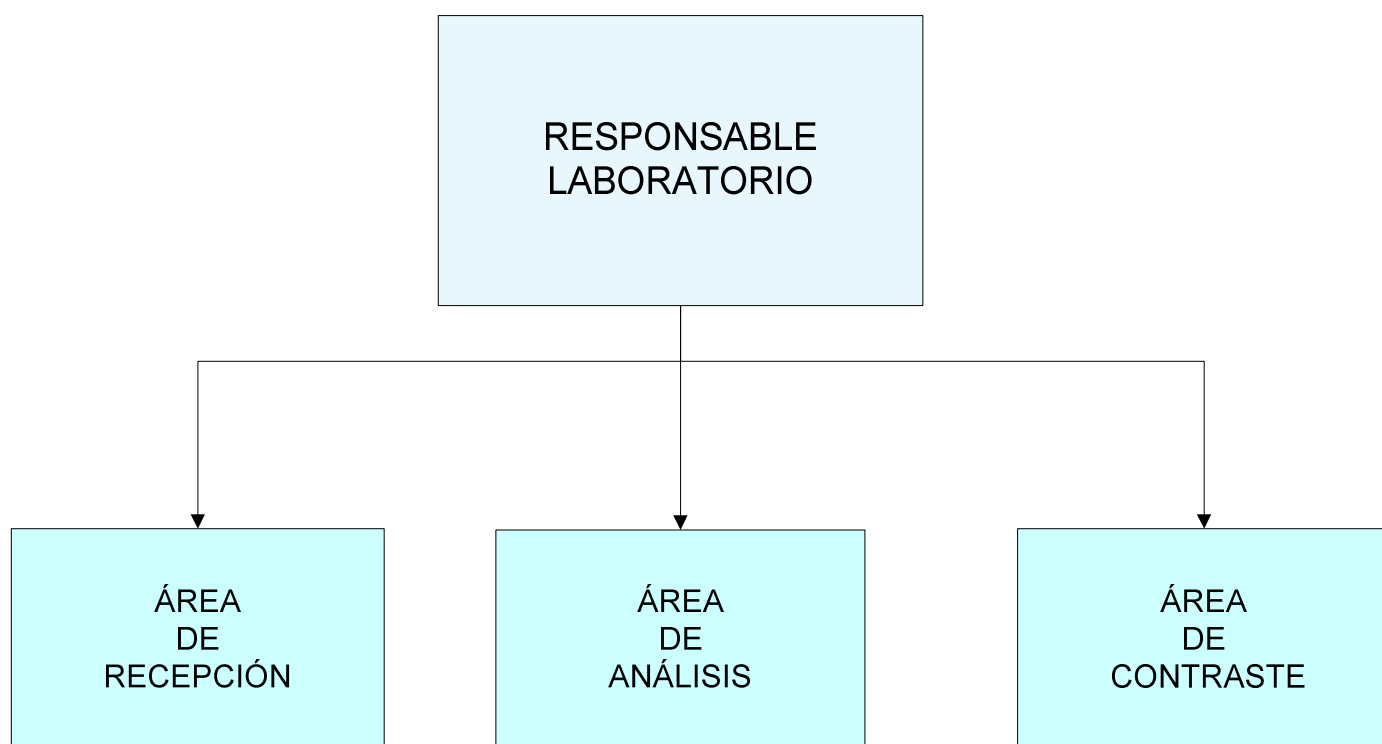 RESPONSABLE
LABORATORIO
ÁREA
DE
RECEPCIÓN
ÁREA
DE
ANÁLISIS
ÁREA
DE
CONTRASTE